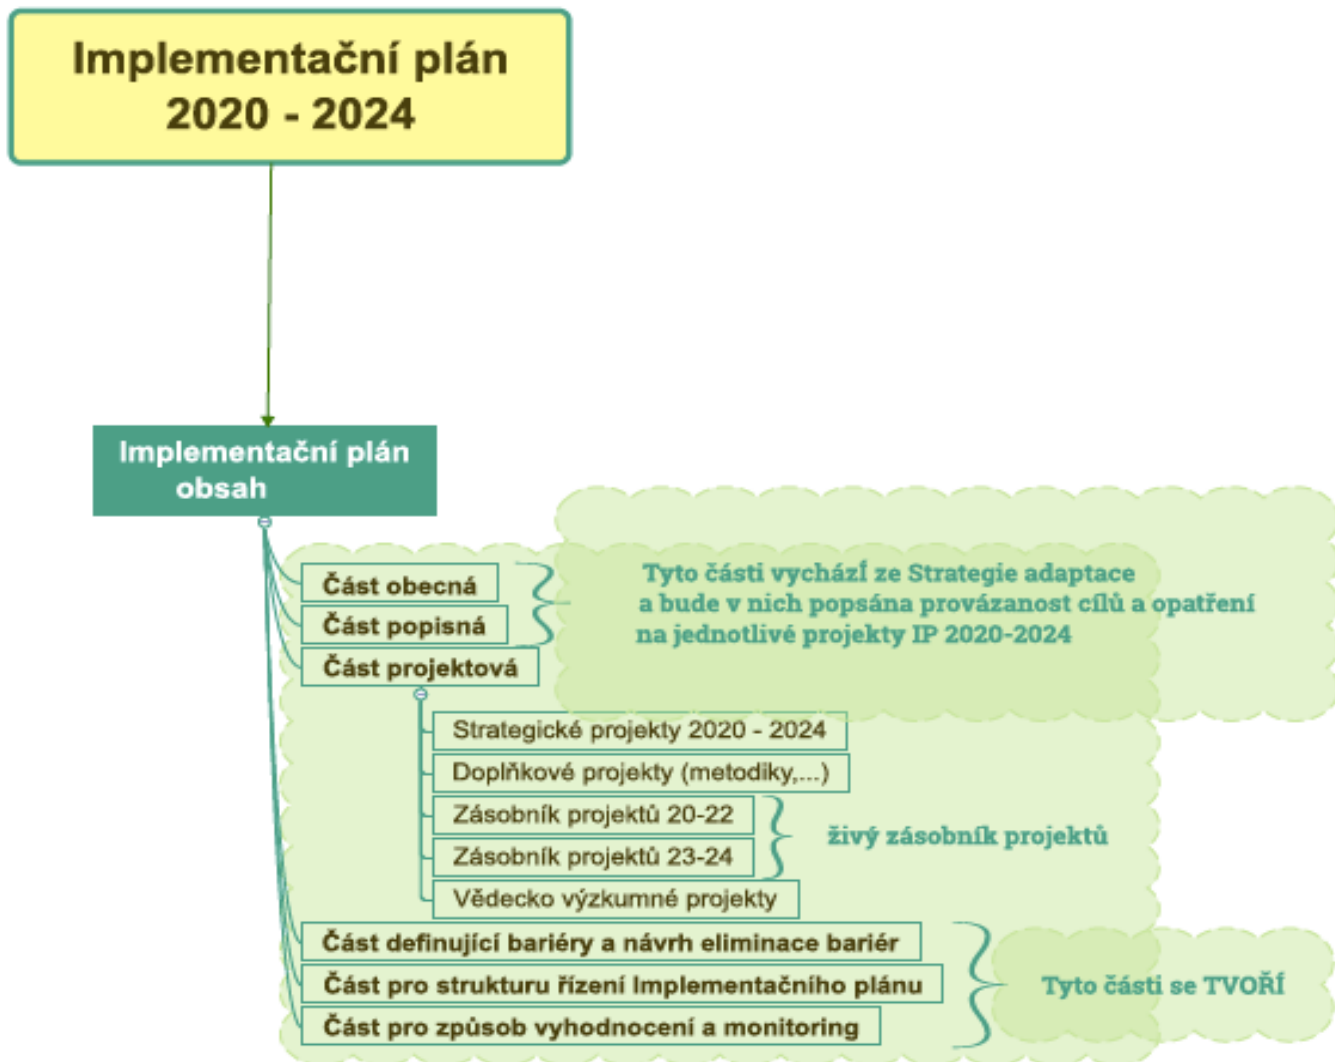 Implementační plán
2020 - 2024
Implementační plán
obsah
Část obecná
Část popisná
Část projektová
Tyto části vychází ze Strategie adaptace
a bude v nich popsána provázanost cílů a opatření
na jednotlivé projekty IP 2020-2024
Strategické projekty 2020 - 2024
Doplňkové projekty (metodiky,...)
Zásobník projektů 20-22
Zásobník projektů 23-24
živý zásobník projektů
Vědecko výzkumné projekty
Část definující bariéry a návrh eliminace bariér
Část pro strukturu řízení Implementačního plánu
Část pro způsob vyhodnocení a monitoring
Tyto části se TVOŘÍ